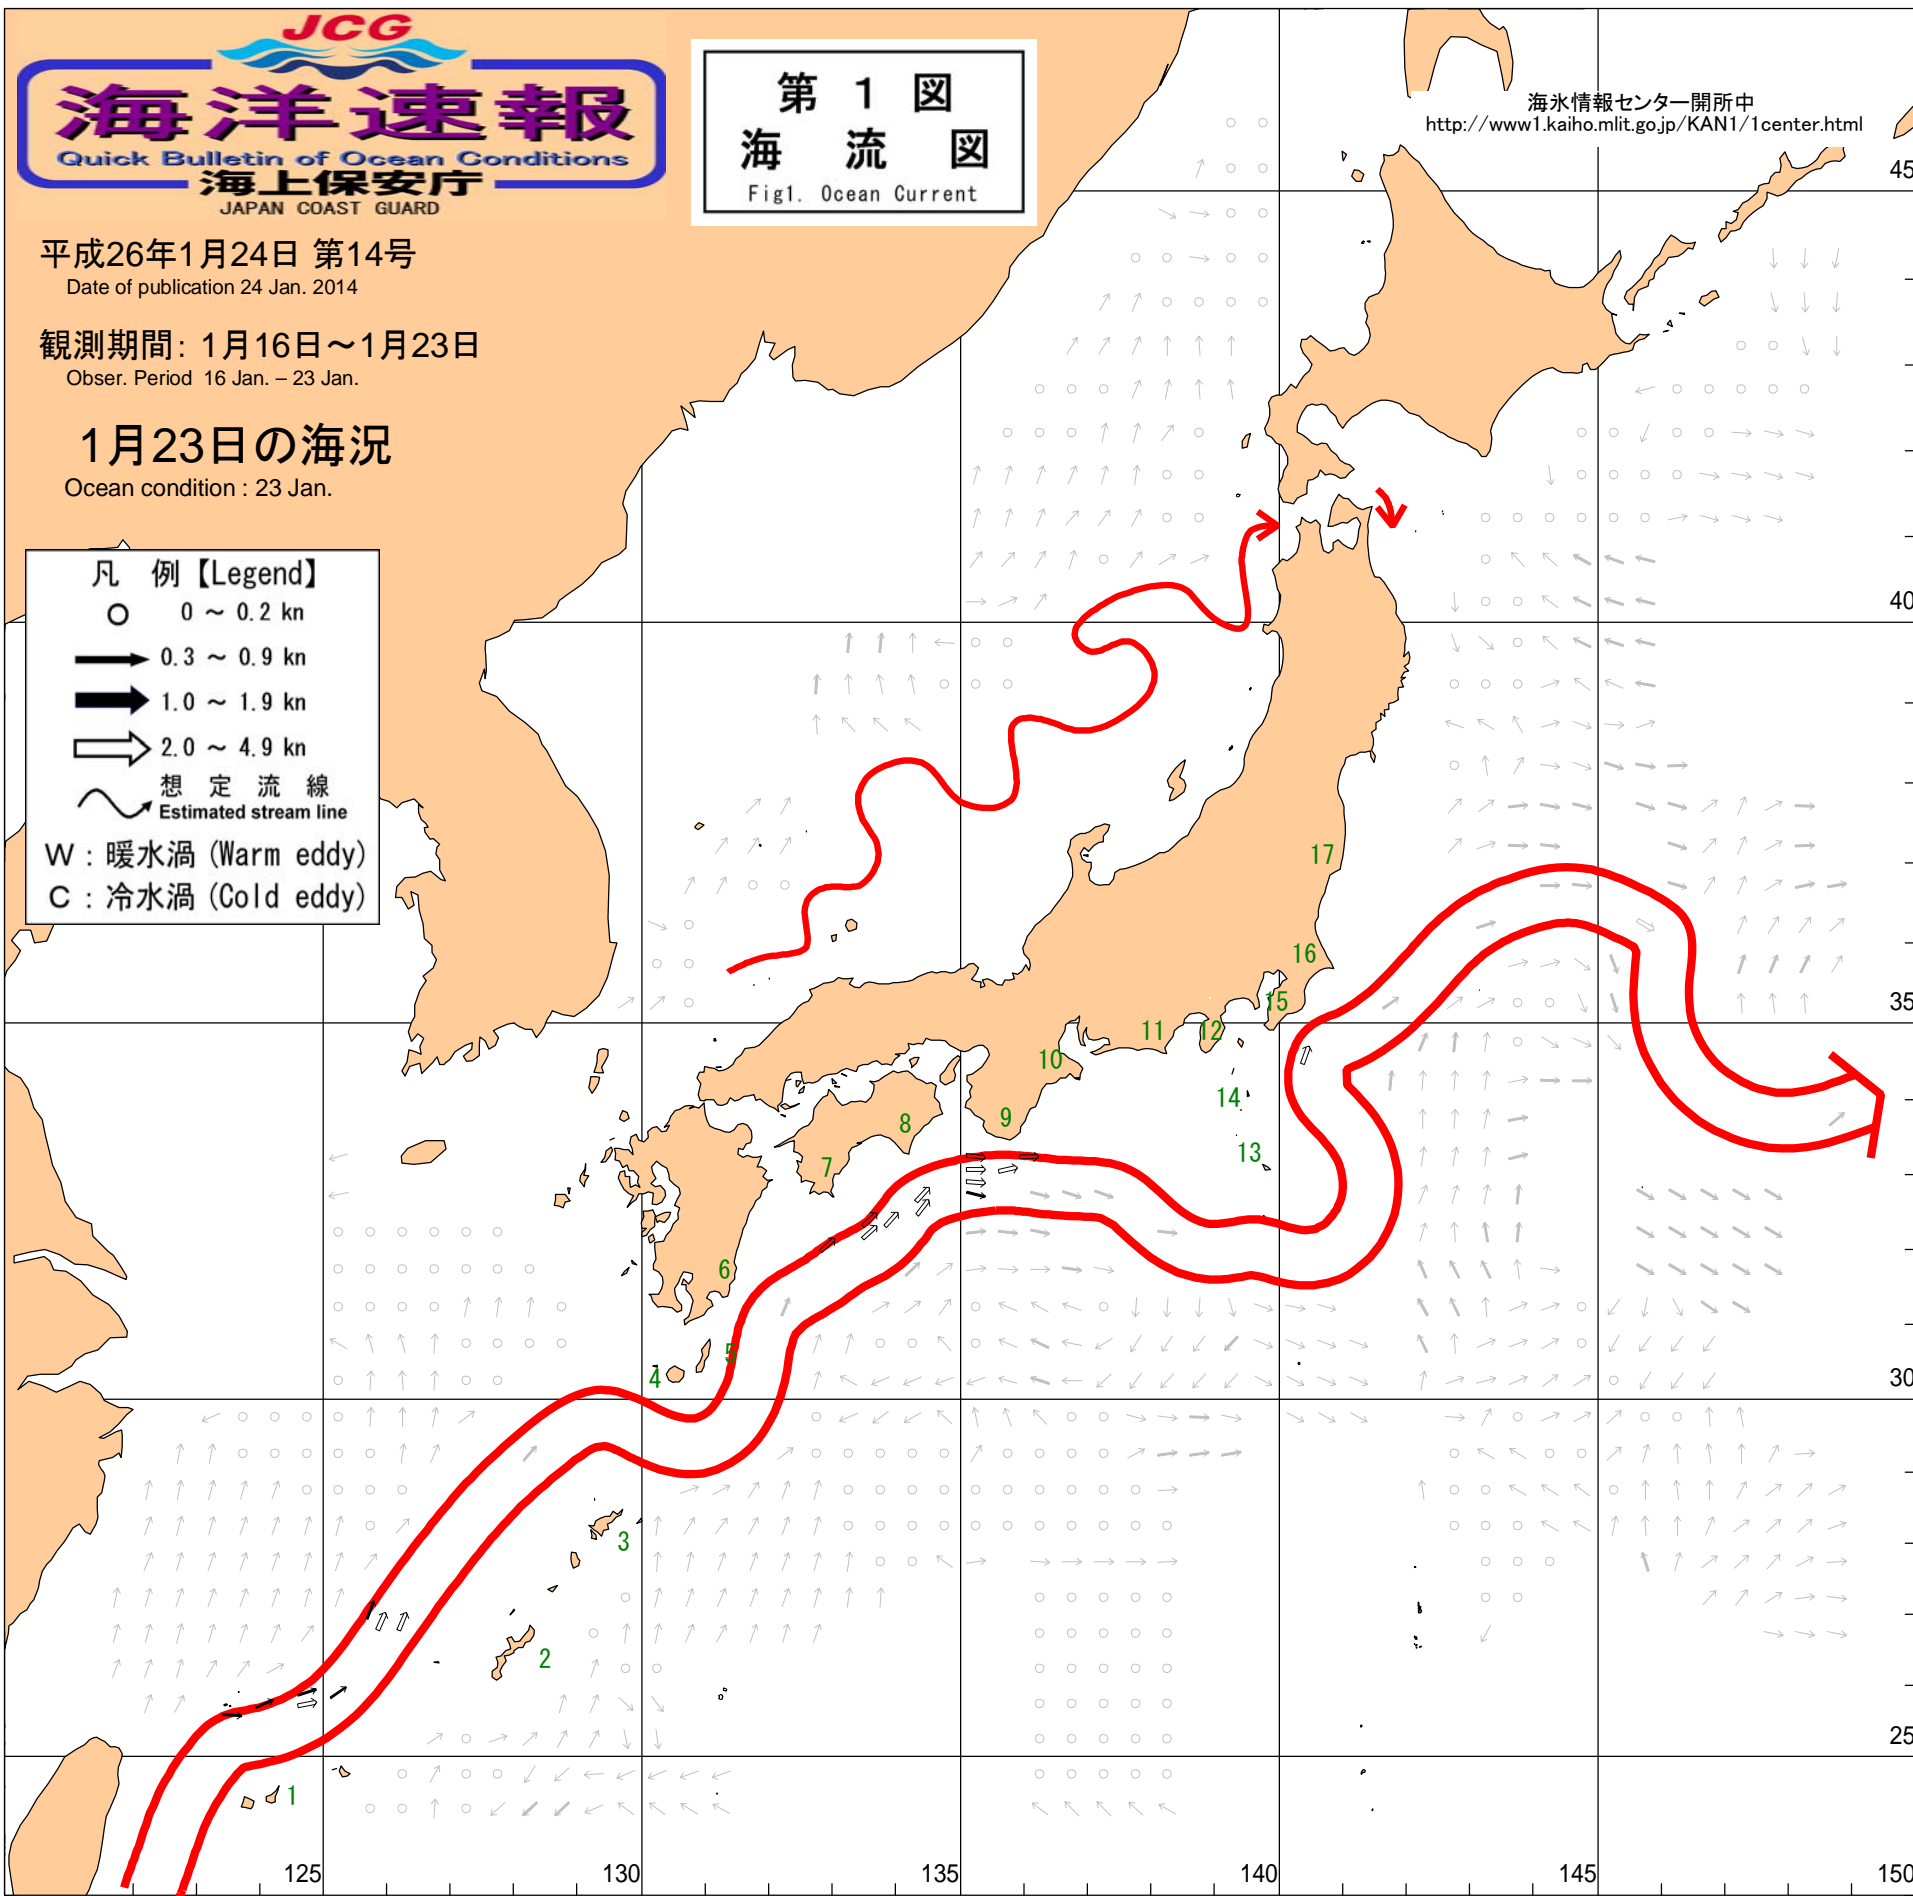 JCG
海洋速報
Quick Bulletin of Ocean Conditions
海上保安庁
JAPAN COAST GUARD
第 1 図
海 流 図
Fig1. Ocean Current
海氷情報センター開所中
http://www1.kaiho.mlit.go.jp/KAN1/1center.html
平成26年1月24日 第14号
Date of publication 24 Jan. 2014
観測期間: 1月16日～1月23日
Obser. Period 16 Jan. – 23 Jan.
1月23日の海況
Ocean condition : 23 Jan.
凡 例【Legend】
0 ～ 0.2 kn
0.3 ～ 0.9 kn
1.0 ～ 1.9 kn
2.0 ～ 4.9 kn
想 定 流 線
Estimated stream line
W : 暖水渦 (Warm eddy)
C : 冷水渦 (Cold eddy)
45
40
35
30
25
17
16
15
12
11
10
14
13
9
8
7
6
5
4
3
2
1
125
130
135
140
145
150